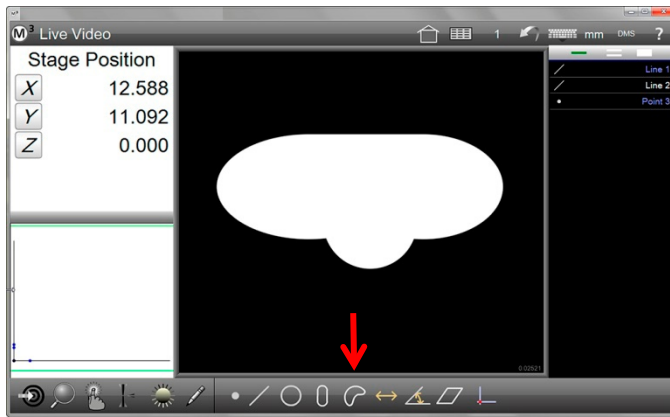 M³ Live Video
1
mm
DMS
?
Stage Position
X 12.588
Y 11.092
Z 0.000
Line 1
Line 2
Point 3
0.02521